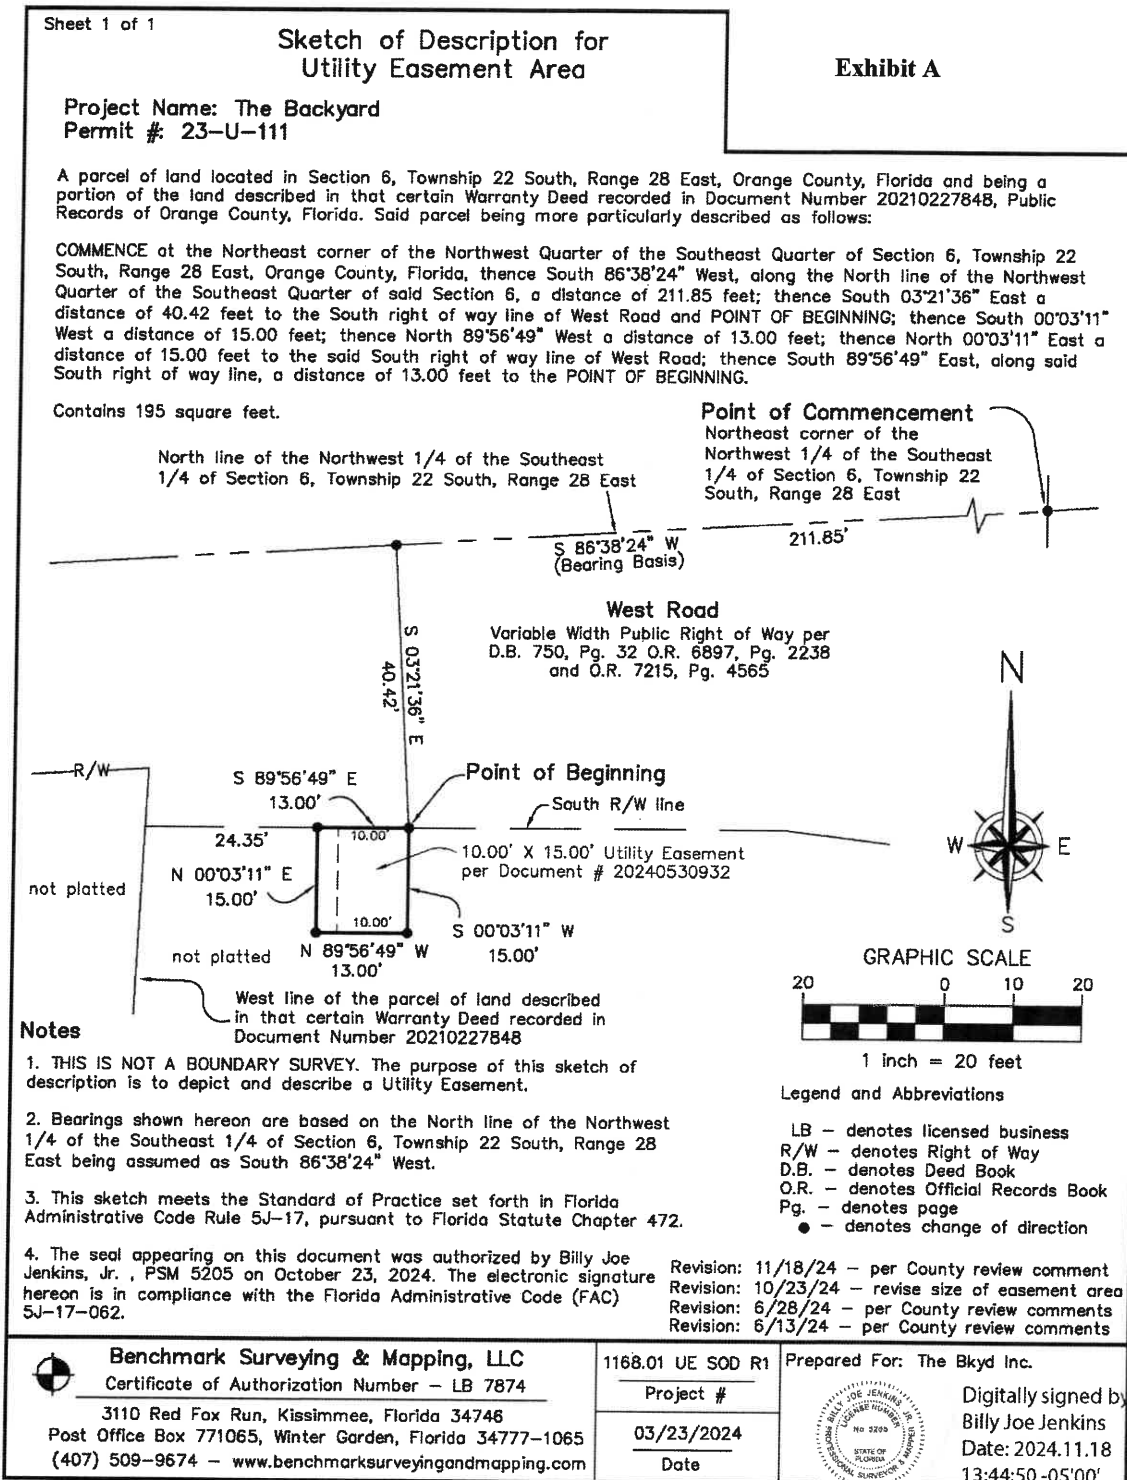 Sheet 1 of 1
Sketch of Description for
Utility Easement Area
Exhibit A
Project Name: The Backyard
Permit #: 23-U-111
A parcel of land located in Section 6, Township 22 South, Range 28 East, Orange County, Florida and being a
portion of the land described in that certain Warranty Deed recorded in Document Number 20210227848, Public
Records of Orange County, Florida. Said parcel being more particularly described as follows:
COMMENCE at the Northeast corner of the Northwest Quarter of the Southeast Quarter of Section 6, Township 22
South, Range 28 East, Orange County, Florida, thence South 86°38'24" West, along the North line of the Northwest
Quarter of the Southeast Quarter of said Section 6, a distance of 211.85 feet; thence South 03°21'36" East a
distance of 40.42 feet to the South right of way line of West Road and POINT OF BEGINNING; thence South 00°03'11"
West a distance of 15.00 feet; thence North 89°56'49" West a distance of 13.00 feet; thence North 00°03'11" East a
distance of 15.00 feet to the said South right of way line of West Road; thence South 89°56'49" East, along said
South right of way line, a distance of 13.00 feet to the POINT OF BEGINNING.
Contains 195 square feet.
Point of Commencement
Northeast corner of the
Northwest 1/4 of the Southeast
1/4 of Section 6, Township 22
South, Range 28 East
North line of the Northwest 1/4 of the Southeast
1/4 of Section 6, Township 22 South, Range 28 East
S 86°38'24" W
(Bearing Basis)
211.85'
West Road
Variable Width Public Right of Way per
D.B. 750, Pg. 32 O.R. 6897, Pg. 2238
and O.R. 7215, Pg. 4565
S 03°21'36" E
40.42'
N
R/W
S 89°56'49" E
13.00'
Point of Beginning
South R/W line
24.35'
10.00'
10.00' X 15.00' Utility Easement
per Document # 20240530932
W
E
S
N 00°03'11" E
15.00'
not platted
10.00'
S 00°03'11" W
15.00'
not platted
N 89°56'49" W
13.00'
West line of the parcel of land described
in that certain Warranty Deed recorded in
Document Number 20210227848
GRAPHIC SCALE
20 0 10 20
1 inch = 20 feet
Notes
1. THIS IS NOT A BOUNDARY SURVEY. The purpose of this sketch of
description is to depict and describe a Utility Easement.
2. Bearings shown hereon are based on the North line of the Northwest
1/4 of the Southeast 1/4 of Section 6, Township 22 South, Range 28
East being assumed as South 86°38'24" West.
3. This sketch meets the Standard of Practice set forth in Florida
Administrative Code Rule 5J-17, pursuant to Florida Statute Chapter 472.
4. The seal appearing on this document was authorized by Billy Joe
Jenkins, Jr. , PSM 5205 on October 23, 2024. The electronic signature
hereon is in compliance with the Florida Administrative Code (FAC)
5J-17-062.
Legend and Abbreviations
LB - denotes licensed business
R/W - denotes Right of Way
D.B. - denotes Deed Book
O.R. - denotes Official Records Book
Pg. - denotes page
● - denotes change of direction
Revision: 11/18/24 - per County review comment
Revision: 10/23/24 - revise size of easement area
Revision: 6/28/24 - per County review comments
Revision: 6/13/24 - per County review comments
Benchmark Surveying & Mapping, LLC
Certificate of Authorization Number - LB 7874
3110 Red Fox Run, Kissimmee, Florida 34746
Post Office Box 771065, Winter Garden, Florida 34777-1065
(407) 509-9674 - www.benchmarksurveyingandmapping.com
1168.01 UE SOD R1
Project #
03/23/2024
Date
Prepared For: The Bkyd Inc.
BILLY JOE JENKINS, JR.
LICENSE NUMBER
No 5205
STATE OF
FLORIDA
PROFESSIONAL SURVEYOR & MAPPER
Digitally signed by
Billy Joe Jenkins
Date: 2024.11.18
13:44:50 -05'00'